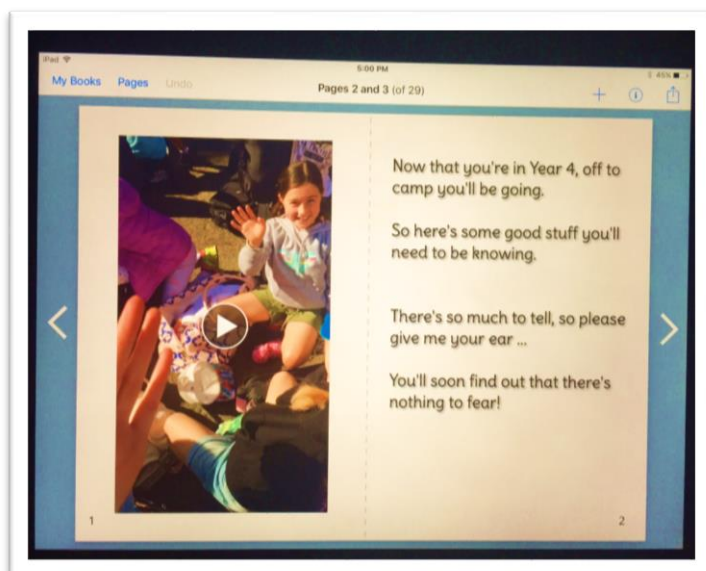 iPad
5:00 PM
45%
My Books Pages Undo
Pages 2 and 3 (of 29)
Now that you're in Year 4, off to
camp you'll be going.
So here's some good stuff you'll
need to be knowing.
There's so much to tell, so please
give me your ear ...
You'll soon find out that there's
nothing to fear!
1
2